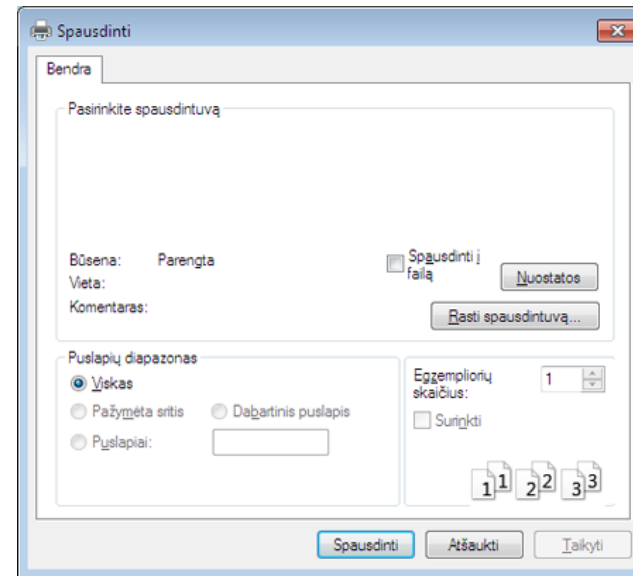 Spausdinti
Bendra
Pasirinkite spausdintuvą
Būsena: Parengta
Vieta:
Komentaras:
Spausdinti į
failą
Nuostatos
Rasti spausdintuvą...
Puslapių diapazonas
Viskas
Pažymėta sritis Dabartinis puslapis
Puslapiai:
Egzempliorių
skaičius:
1
Surinkti
1 1 2 2 3 3
Spausdinti Atšaukti Taikyti